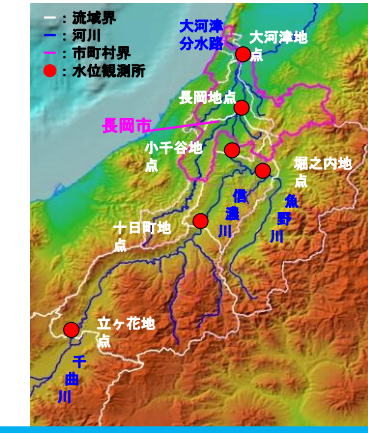 ：流域界
：河川
：市町村界
：水位観測所
大河津
分水路
大河津地
点
長岡地点
長岡市
小千谷地
点
堀之内地
点
信
濃
川
魚
野
川
十日町地
点
立ヶ花地
点
千
曲
川